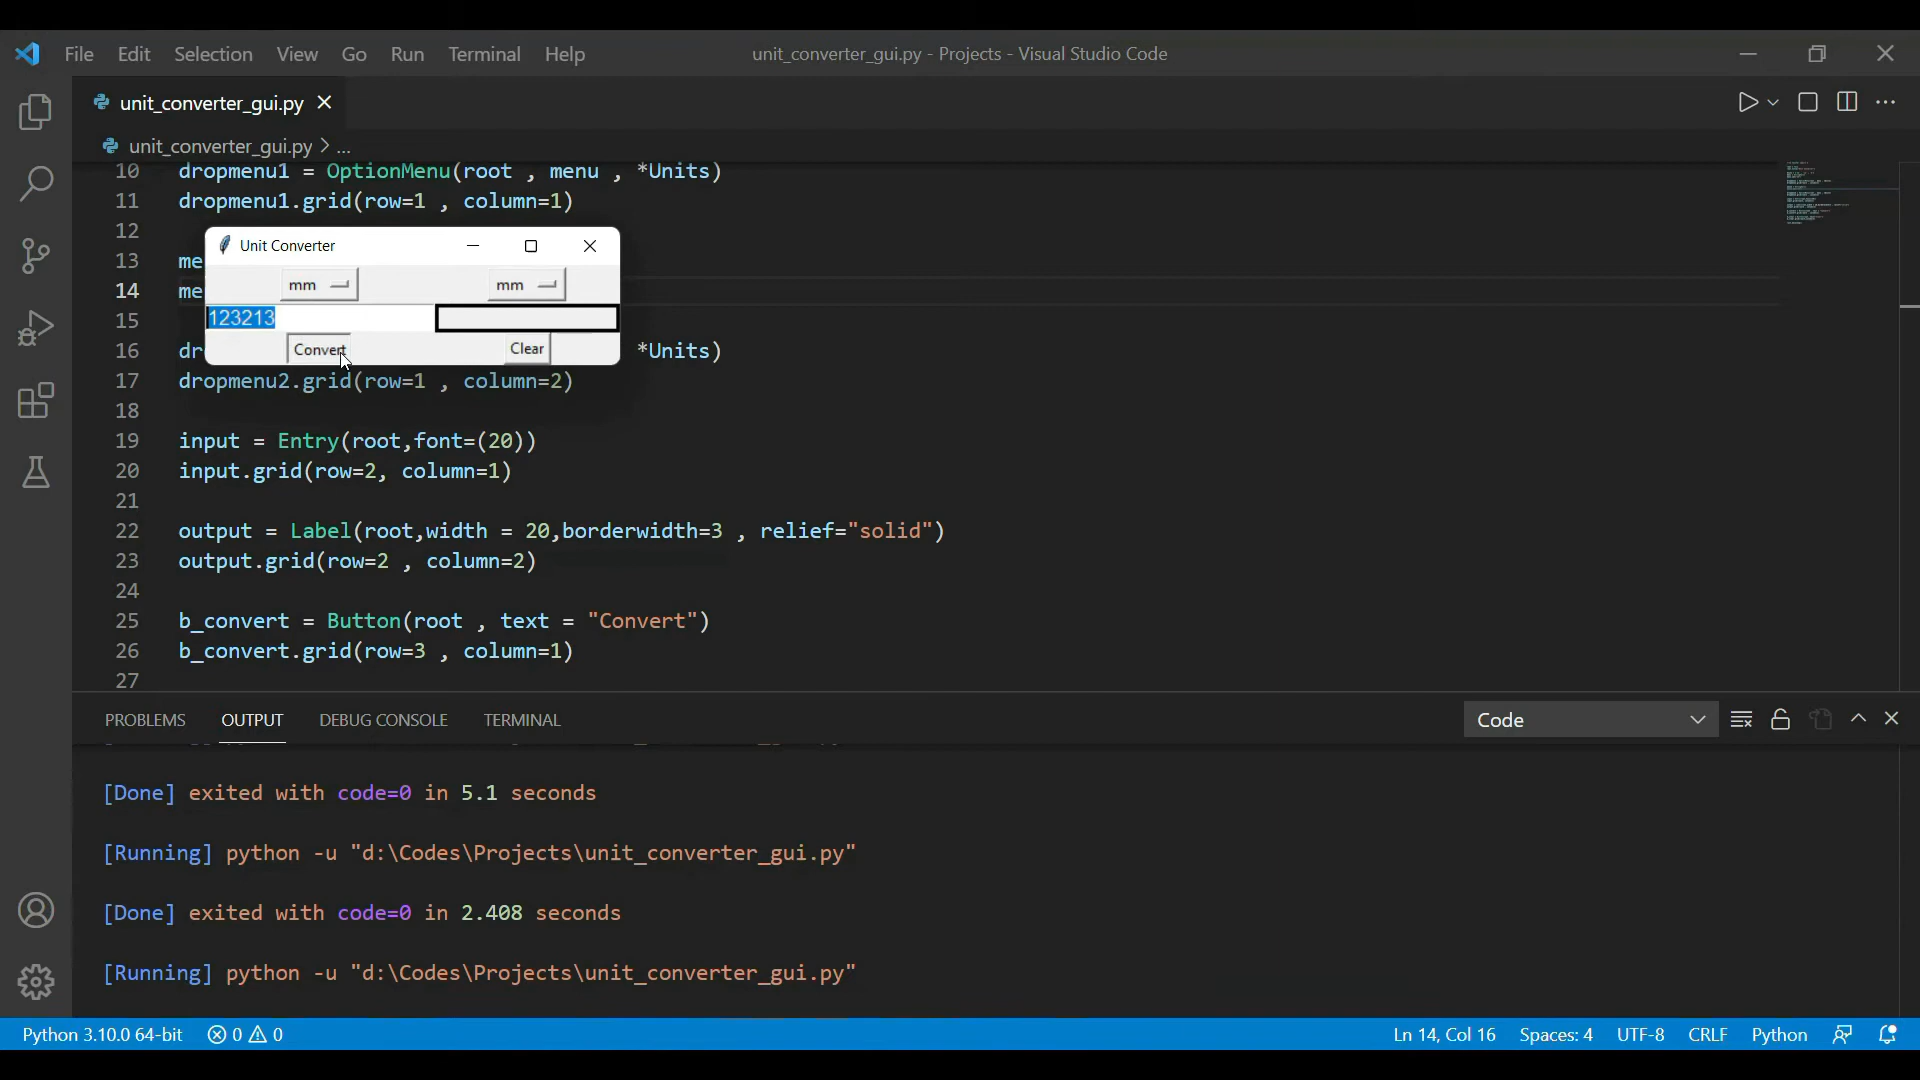 File Edit Selection View Go Run Terminal Help unit_converter_gui.py - Projects - Visual Studio Code
unit_converter_gui.py
unit_converter_gui.py > ...
10 dropmenu1 = OptionMenu(root , menu , *Units)
11 dropmenu1.grid(row=1 , column=1)
12
13 me
14 me
15
16 dr *Units)
17 dropmenu2.grid(row=1 , column=2)
18
19 input = Entry(root,font=(20))
20 input.grid(row=2, column=1)
21
22 output = Label(root,width = 20,borderwidth=3 , relief="solid")
23 output.grid(row=2 , column=2)
24
25 b_convert = Button(root , text = "Convert")
26 b_convert.grid(row=3 , column=1)
27
Unit Converter
mm mm
123213
Convert Clear
PROBLEMS OUTPUT DEBUG CONSOLE TERMINAL Code
[Done] exited with code=0 in 5.1 seconds
[Running] python -u "d:\Codes\Projects\unit_converter_gui.py"
[Done] exited with code=0 in 2.408 seconds
[Running] python -u "d:\Codes\Projects\unit_converter_gui.py"
Python 3.10.0 64-bit 0 0 Ln 14, Col 16 Spaces: 4 UTF-8 CRLF Python